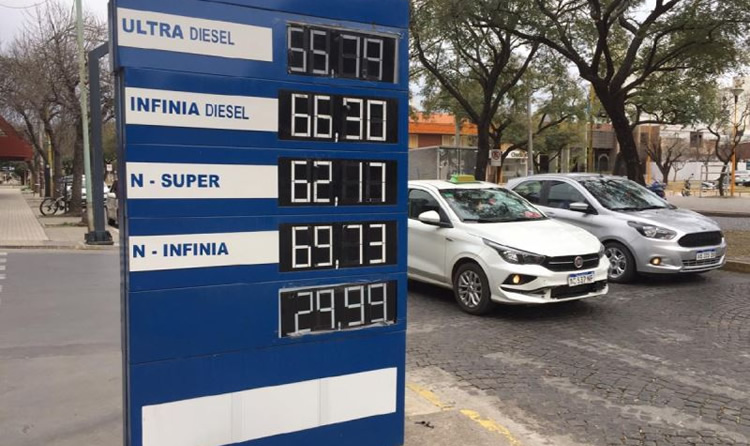 ULTRA DIESEL 55,79
INFINIA DIESEL 66,30
N - SUPER 62,17
N - INFINIA 69,73
29,99